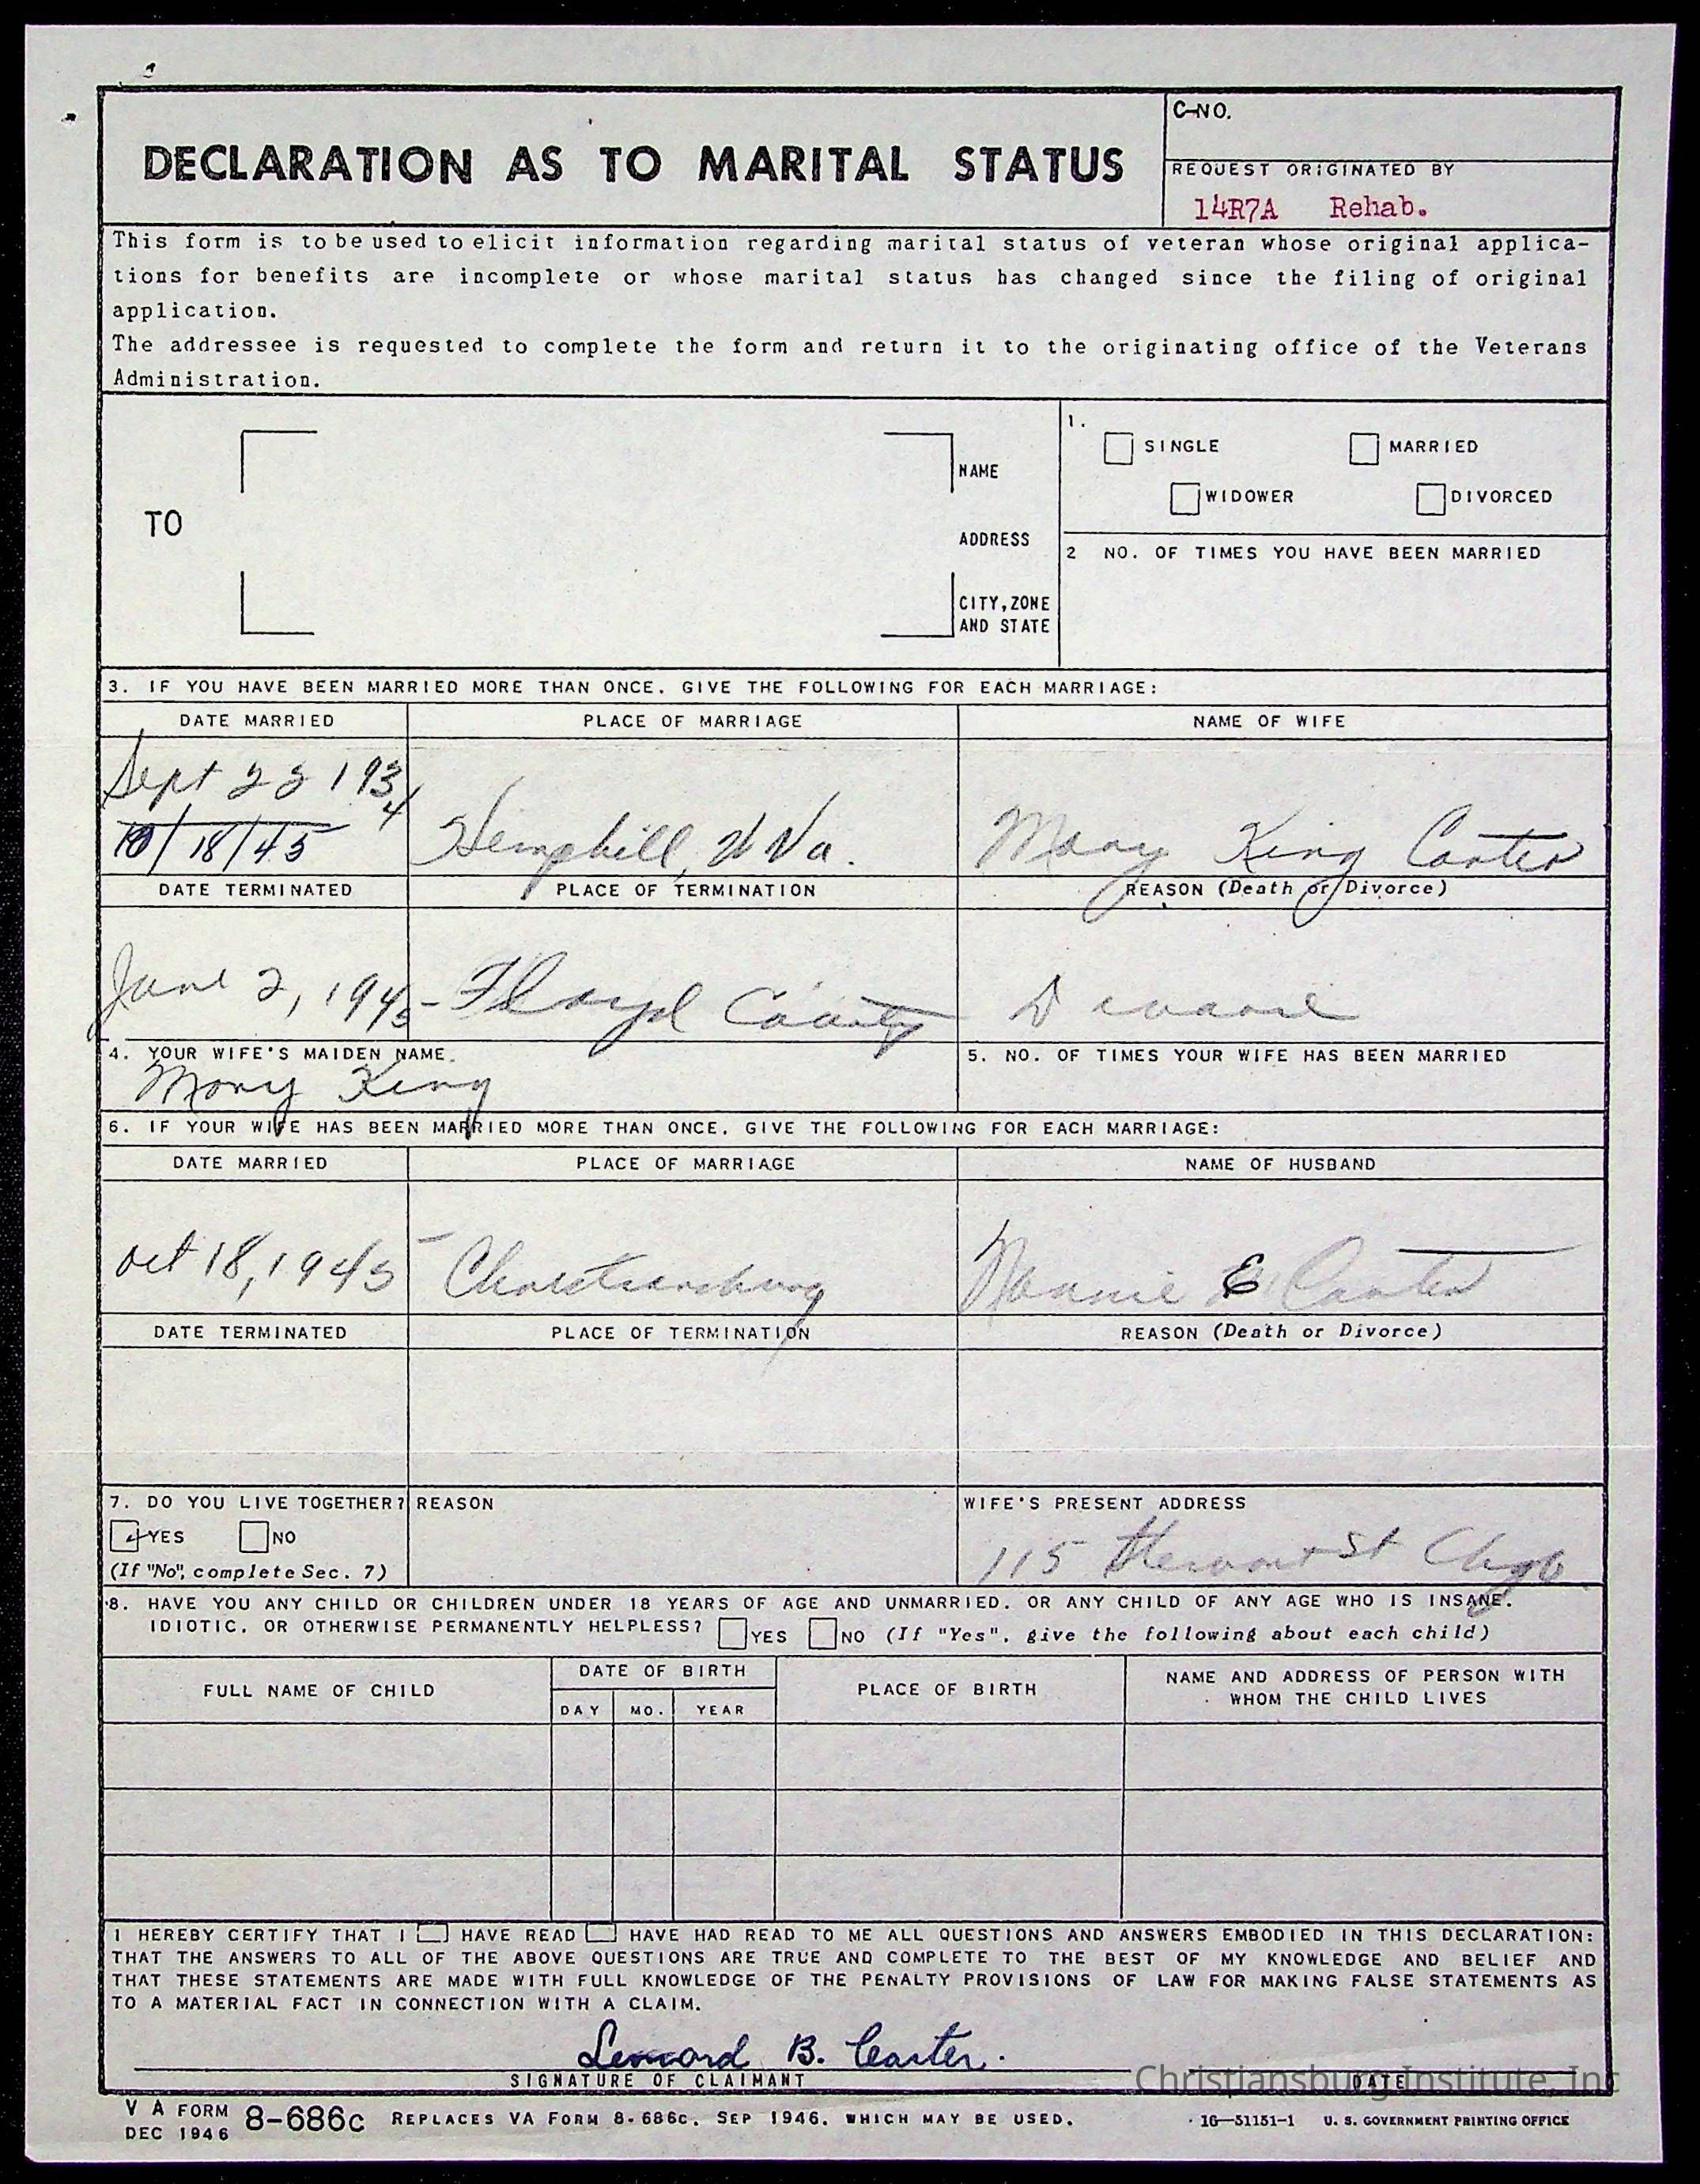 DECLARATION AS TO MARITAL STATUS
C-NO.
REQUEST ORIGINATED BY
14R7A Rehab.
This form is to be used to elicit information regarding marital status of veteran whose original applica-
tions for benefits are incomplete or whose marital status has changed since the filing of original
application.
The addressee is requested to complete the form and return it to the originating office of the Veterans
Administration.
TO
NAME
ADDRESS
CITY, ZONE
AND STATE
1.
SINGLE MARRIED
WIDOWER DIVORCED
2 NO. OF TIMES YOU HAVE BEEN MARRIED
3. IF YOU HAVE BEEN MARRIED MORE THAN ONCE, GIVE THE FOLLOWING FOR EACH MARRIAGE:
DATE MARRIED PLACE OF MARRIAGE NAME OF WIFE
Sept 1934
10/18/45 Hemphill, W Va. Mary King Carter
DATE TERMINATED PLACE OF TERMINATION REASON (Death or Divorce)
June 2, 1945 - Floyd County
4. YOUR WIFE'S MAIDEN NAME.
Mary King
5. NO. OF TIMES YOUR WIFE HAS BEEN MARRIED
6. IF YOUR WIFE HAS BEEN MARRIED MORE THAN ONCE, GIVE THE FOLLOWING FOR EACH MARRIAGE:
DATE MARRIED PLACE OF MARRIAGE NAME OF HUSBAND
Oct 18, 1945 - Christiansburg Nannie E Carter
DATE TERMINATED PLACE OF TERMINATION REASON (Death or Divorce)
7. DO YOU LIVE TOGETHER? REASON WIFE'S PRESENT ADDRESS
YES NO
(If "No", complete Sec. 7)
115 St Chgb
8. HAVE YOU ANY CHILD OR CHILDREN UNDER 18 YEARS OF AGE AND UNMARRIED, OR ANY CHILD OF ANY AGE WHO IS INSANE,
IDIOTIC, OR OTHERWISE PERMANENTLY HELPLESS? YES NO (If "Yes", give the following about each child)
FULL NAME OF CHILD DATE OF BIRTH PLACE OF BIRTH NAME AND ADDRESS OF PERSON WITH
WHOM THE CHILD LIVES
DAY MO. YEAR
I HEREBY CERTIFY THAT I HAVE READ HAVE HAD READ TO ME ALL QUESTIONS AND ANSWERS EMBODIED IN THIS DECLARATION:
THAT THE ANSWERS TO ALL OF THE ABOVE QUESTIONS ARE TRUE AND COMPLETE TO THE BEST OF MY KNOWLEDGE AND BELIEF AND
THAT THESE STATEMENTS ARE MADE WITH FULL KNOWLEDGE OF THE PENALTY PROVISIONS OF LAW FOR MAKING FALSE STATEMENTS AS
TO A MATERIAL FACT IN CONNECTION WITH A CLAIM.
B. Carter.
SIGNATURE OF CLAIMANT DATE
Christiansburg Institute, Inc
V A FORM
DEC 1946 8-686c REPLACES VA FORM 8-686c, SEP 1946, WHICH MAY BE USED. 16-51151-1 U. S. GOVERNMENT PRINTING OFFICE